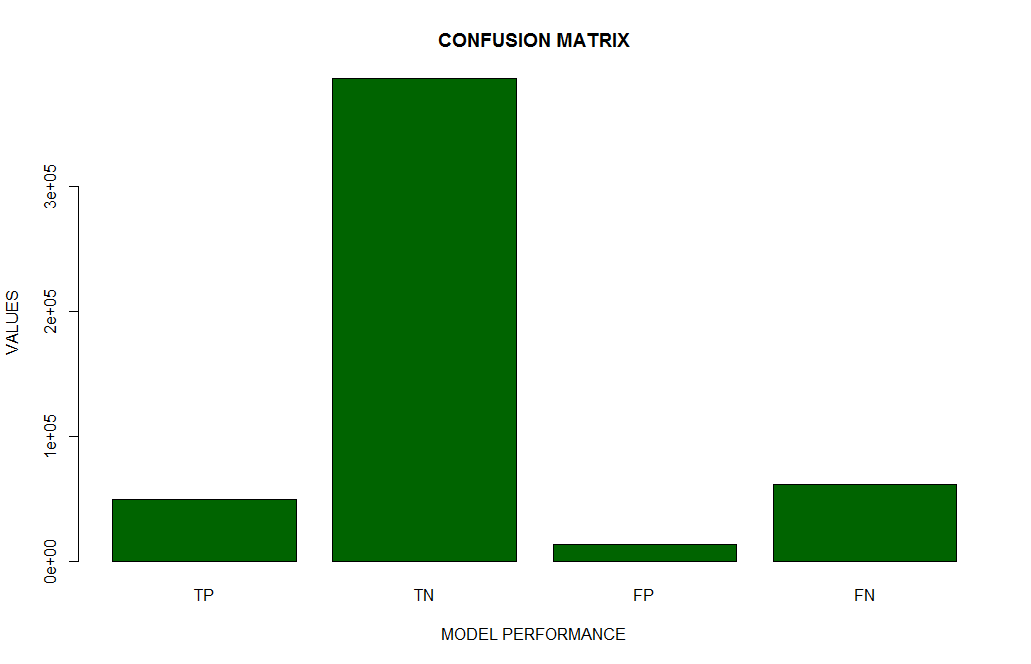 CONFUSION MATRIX
VALUES
3e+05
2e+05
1e+05
0e+00
TP TN FP FN
MODEL PERFORMANCE